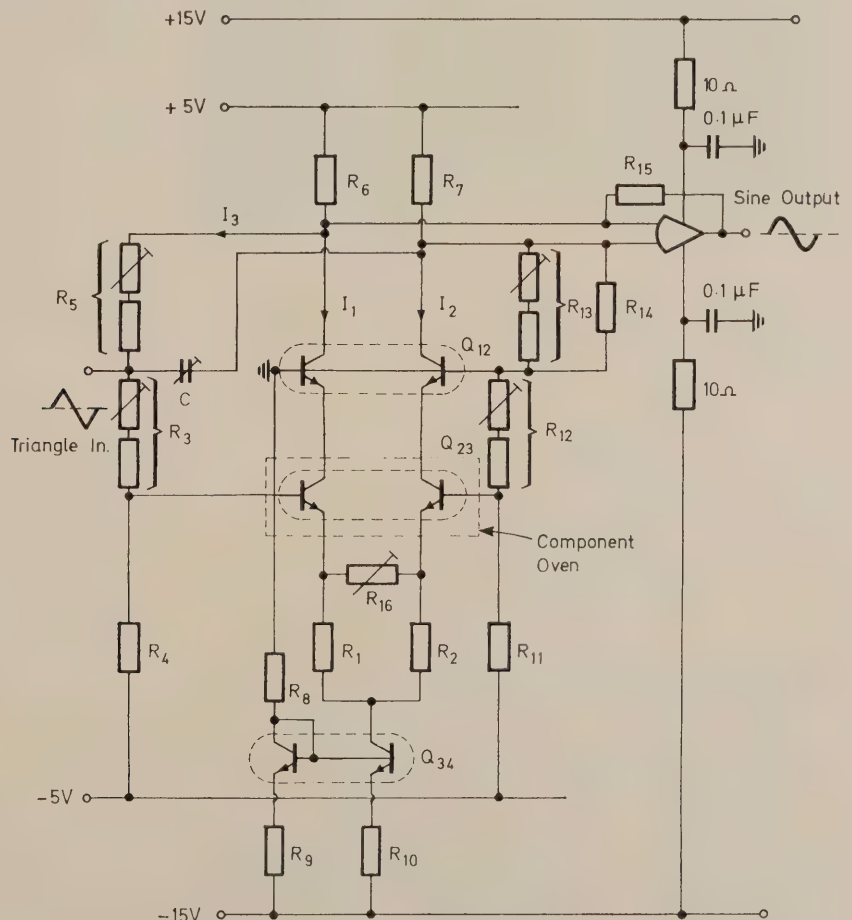 +15V
10Ω
0.1 μF
+5V
R6
R7
R15
Sine Output
I3
R5
I1
I2
R13
R14
0.1 μF
Q12
10Ω
C
Triangle In.
R3
Q23
R12
Component
Oven
R16
R4
R1
R2
R11
R8
Q34
-5V
R9
R10
-15V